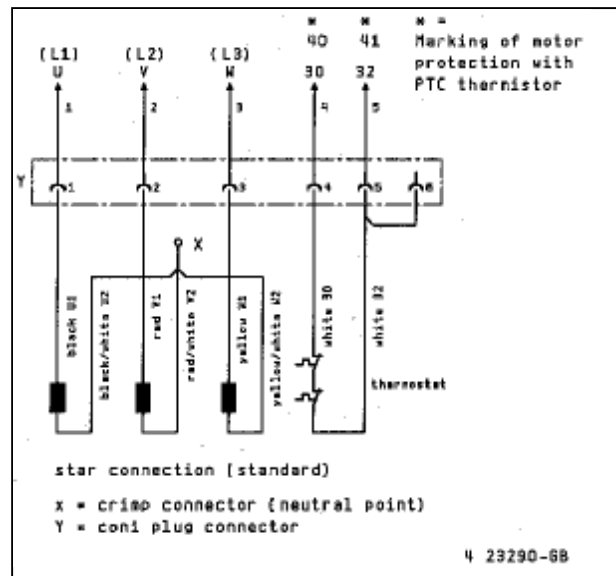 * * * =
40 41 Marking of motor
(L1) (L2) (L3) protection with
U V W 30 32 PTC thernistor
1 2 3 4 5
Y 1 2 3 4 5 6
X
black U1
black/white U2
red V1
red/white V2
yellow W1
yellow/white W2
white 30
white 32
thernostat
star connection (standard)
X = crimp connector (neutral point)
Y = coni plug connector
4 23290-GB